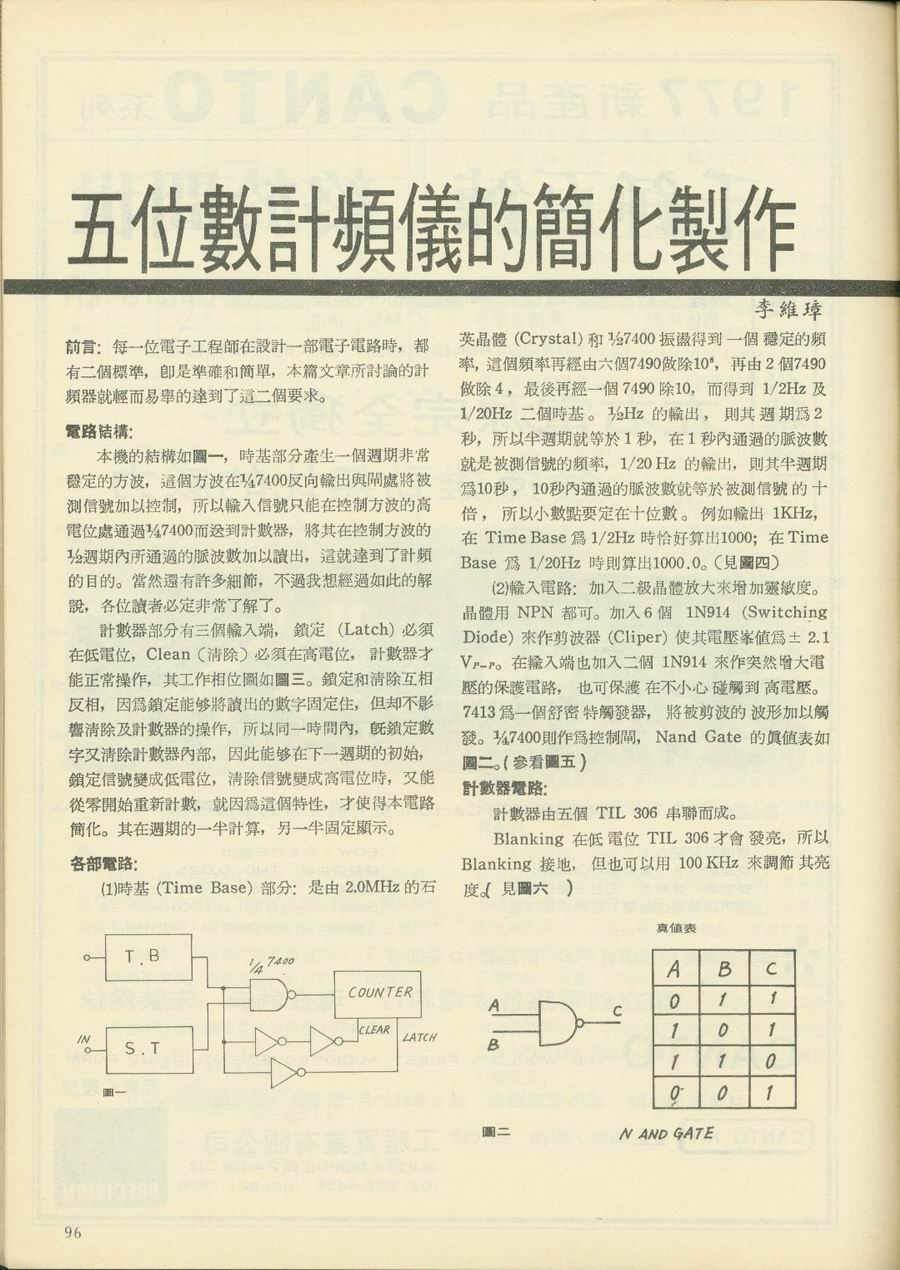 五位數計頻儀的簡化製作
李維璋
前言：每一位電子工程師在設計一部電子電路時，都
有二個標準，卽是準確和簡單，本篇文章所討論的計
頻器就輕而易舉的達到了這二個要求。
電路結構：
本機的結構如圖一，時基部分產生一個週期非常
穩定的方波，這個方波在¼7400反向輸出與閘處將被
測信號加以控制，所以輸入信號只能在控制方波的高
電位處通過¼7400而送到計數器，將其在控制方波的
½週期內所通過的脈波數加以讀出，這就達到了計頻
的目的。當然還有許多細節，不過我想經過如此的解
說，各位讀者必定非常了解了。
計數器部分有三個輸入端，鎖定 (Latch) 必須
在低電位，Clean（清除）必須在高電位，計數器才
能正常操作，其工作相位圖如圖三。鎖定和清除互相
反相，因爲鎖定能够將讀出的數字固定住，但却不影
響清除及計數器的操作，所以同一時間內，旣鎖定數
字又清除計數器內部，因此能够在下一週期的初始，
鎖定信號變成低電位，清除信號變成高電位時，又能
從零開始重新計數，就因爲這個特性，才使得本電路
簡化。其在週期的一半計算，另一半固定顯示。
各部電路：
(1)時基 (Time Base) 部分：是由 2.0MHz 的石
英晶體 (Crystal) 和 ½7400 振盪得到一個 穩定的頻
率，這個頻率再經由六個7490做除10⁶，再由 2 個7490
做除 4，最後再經一個 7490 除10，而得到 1/2Hz 及
1/20Hz 二個時基。½Hz 的輸出，則其週期爲 2
秒，所以半週期就等於 1 秒，在 1 秒內通過的脈波數
就是被測信號的頻率，1/20 Hz 的輸出，則其半週期
爲10秒，10秒內通過的脈波數就等於被測信號的十
倍，所以小數點要定在十位數。例如輸出 1KHz，
在 Time Base 爲 1/2Hz 時恰好算出1000；在 Time
Base 爲 1/20Hz 時則算出1000.0。(見圖四)
(2)輸入電路：加入二級晶體放大來增加靈敏度。
晶體用 NPN 都可。加入 6 個 1N914 (Switching
Diode) 來作剪波器 (Cliper) 使其電壓峯值爲± 2.1
VP-P。在輸入端也加入二個 1N914 來作突然增大電
壓的保護電路，也可保護在不小心碰觸到高電壓。
7413 爲一個舒密特觸發器，將被剪波的波形加以觸
發。¼7400則作爲控制閘，Nand Gate 的眞值表如
圖二。(參看圖五)
計數器電路：
計數器由五個 TIL 306 串聯而成。
Blanking 在低電位 TIL 306 才會發亮，所以
Blanking 接地，但也可以用 100 KHz 來調節其亮
度。(見圖六)
T.B
¼7400
COUNTER
IN
S.T
CLEAR
LATCH
圖一
A
B
C
圖二
真值表
A B C
0 1 1
1 0 1
1 1 0
0 0 1
NAND GATE
96